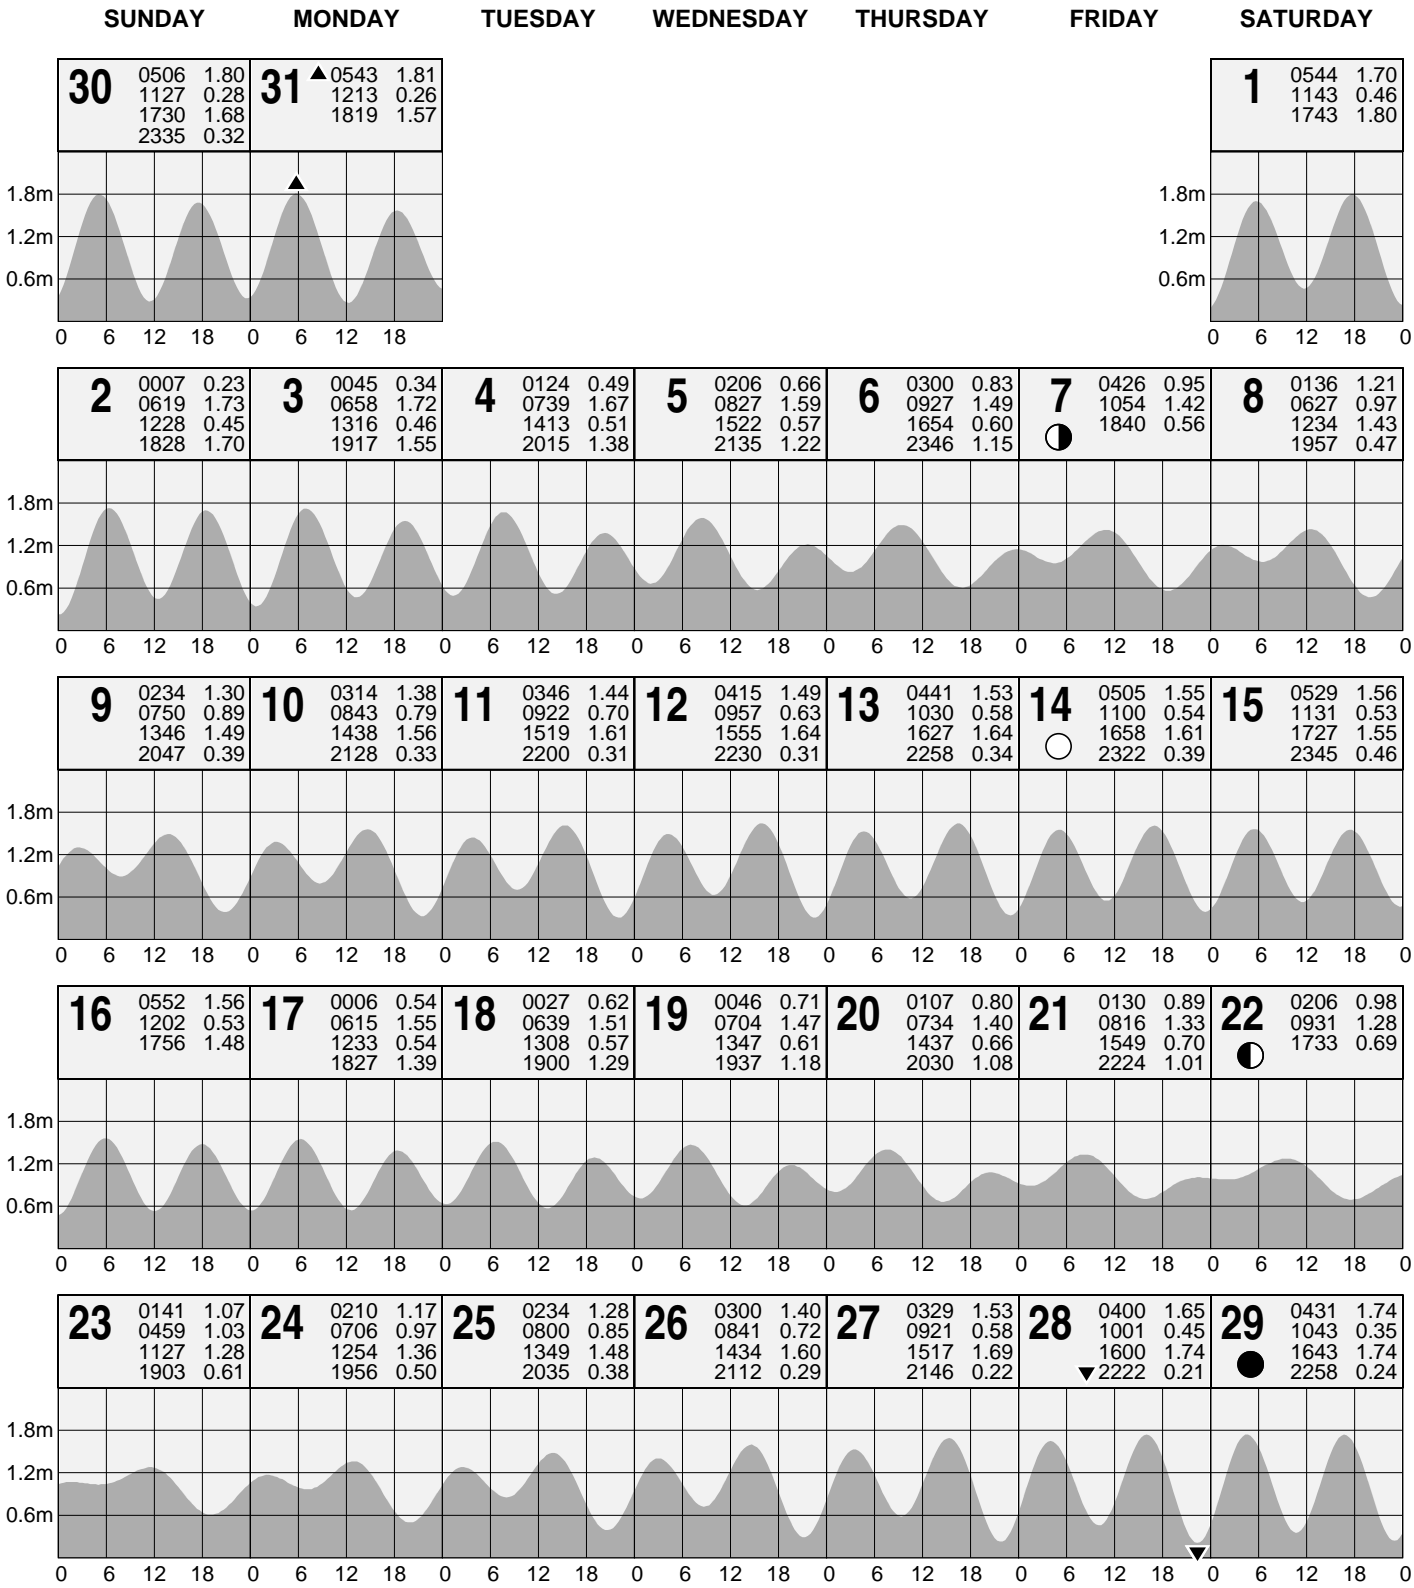 SUNDAY MONDAY TUESDAY WEDNESDAY THURSDAY FRIDAY SATURDAY
30 0506 1.80 31 ▲ 0543 1.81 1 0544 1.70
1127 0.28 1213 0.26 1143 0.46
1730 1.68 1819 1.57 1743 1.80
2335 0.32
1.8m 1.8m
1.2m 1.2m
0.6m 0.6m
0 6 12 18 0 6 12 18 0 6 12 18 0
2 0007 0.23 3 0045 0.34 4 0124 0.49 5 0206 0.66 6 0300 0.83 7 0426 0.95 8 0136 1.21
0619 1.73 0658 1.72 0739 1.67 0827 1.59 0927 1.49 1054 1.42 0627 0.97
1228 0.45 1316 0.46 1413 0.51 1522 0.57 1654 0.60 1840 0.56 1234 1.43
1828 1.70 1917 1.55 2015 1.38 2135 1.22 2346 1.15 1957 0.47
1.8m
1.2m
0.6m
0 6 12 18 0 6 12 18 0 6 12 18 0 6 12 18 0 6 12 18 0 6 12 18 0 6 12 18 0
9 0234 1.30 10 0314 1.38 11 0346 1.44 12 0415 1.49 13 0441 1.53 14 0505 1.55 15 0529 1.56
0750 0.89 0843 0.79 0922 0.70 0957 0.63 1030 0.58 1100 0.54 1131 0.53
1346 1.49 1438 1.56 1519 1.61 1555 1.64 1627 1.64 1658 1.61 1727 1.55
2047 0.39 2128 0.33 2200 0.31 2230 0.31 2258 0.34 2322 0.39 2345 0.46
1.8m
1.2m
0.6m
0 6 12 18 0 6 12 18 0 6 12 18 0 6 12 18 0 6 12 18 0 6 12 18 0 6 12 18 0
16 0552 1.56 17 0006 0.54 18 0027 0.62 19 0046 0.71 20 0107 0.80 21 0130 0.89 22 0206 0.98
1202 0.53 0615 1.55 0639 1.51 0704 1.47 0734 1.40 0816 1.33 0931 1.28
1756 1.48 1233 0.54 1308 0.57 1347 0.61 1437 0.66 1549 0.70 1733 0.69
1827 1.39 1900 1.29 1937 1.18 2030 1.08 2224 1.01
1.8m
1.2m
0.6m
0 6 12 18 0 6 12 18 0 6 12 18 0 6 12 18 0 6 12 18 0 6 12 18 0 6 12 18 0
23 0141 1.07 24 0210 1.17 25 0234 1.28 26 0300 1.40 27 0329 1.53 28 0400 1.65 29 0431 1.74
0459 1.03 0706 0.97 0800 0.85 0841 0.72 0921 0.58 1001 0.45 1043 0.35
1127 1.28 1254 1.36 1349 1.48 1434 1.60 1517 1.69 1600 1.74 1643 1.74
1903 0.61 1956 0.50 2035 0.38 2112 0.29 2146 0.22 ▼ 2222 0.21 2258 0.24
1.8m
1.2m
0.6m
0 6 12 18 0 6 12 18 0 6 12 18 0 6 12 18 0 6 12 18 0 6 12 18 0 6 12 18 0